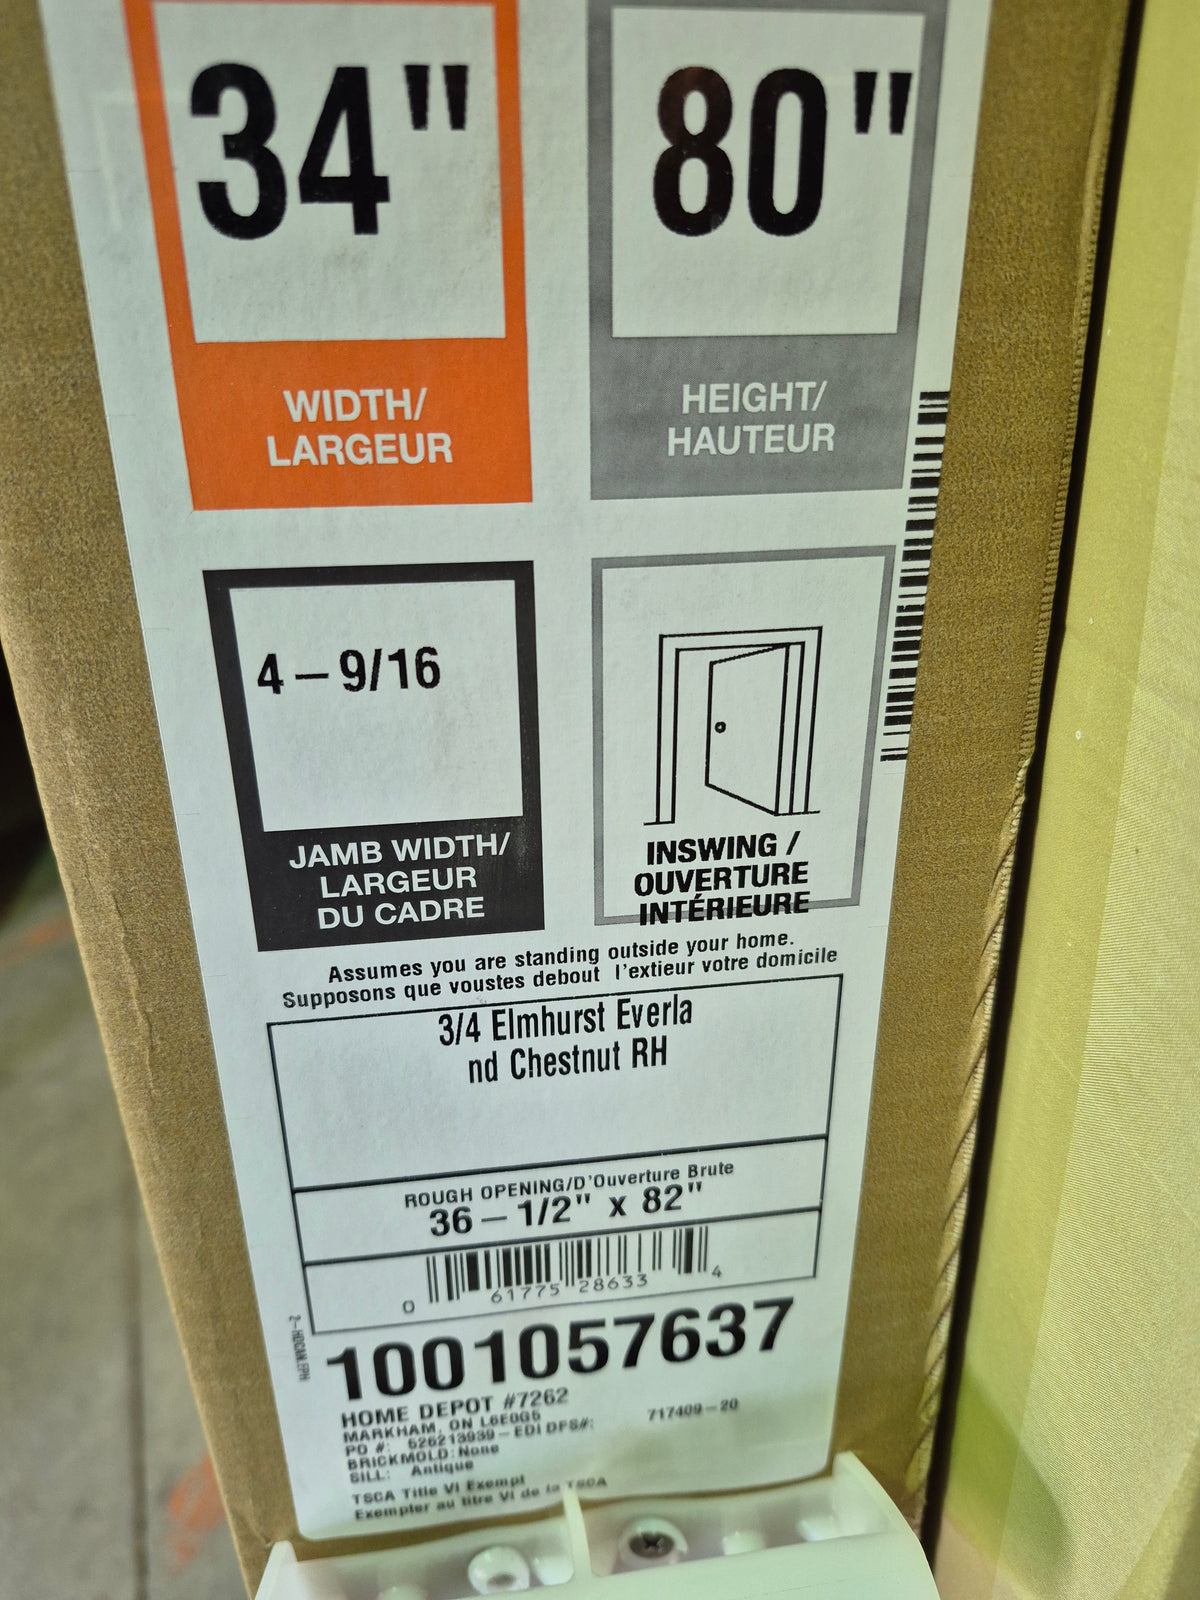 34"
80"
WIDTH/
LARGEUR
HEIGHT/
HAUTEUR
4-9/16
JAMB WIDTH/
LARGEUR
DU CADRE
INSWING /
OUVERTURE
INTÉRIEURE
Assumes you are standing outside your home.
Supposons que voustes debout l'extieur votre domicile
3/4 Elmhurst Everla
nd Chestnut RH
ROUGH OPENING/D'Ouverture Brute
36-1/2" x 82"
0 61775 28633 4
2-HDCAN.EPH
1001057637
HOME DEPOT #7262
MARKHAM, ON L6E0G5
PO #: 526213939-EDI DFS#: 717409-20
BRICKMOLD: None
SILL: Antique
TSCA Title VI Exempt
Exempter au titre VI de la TSCA